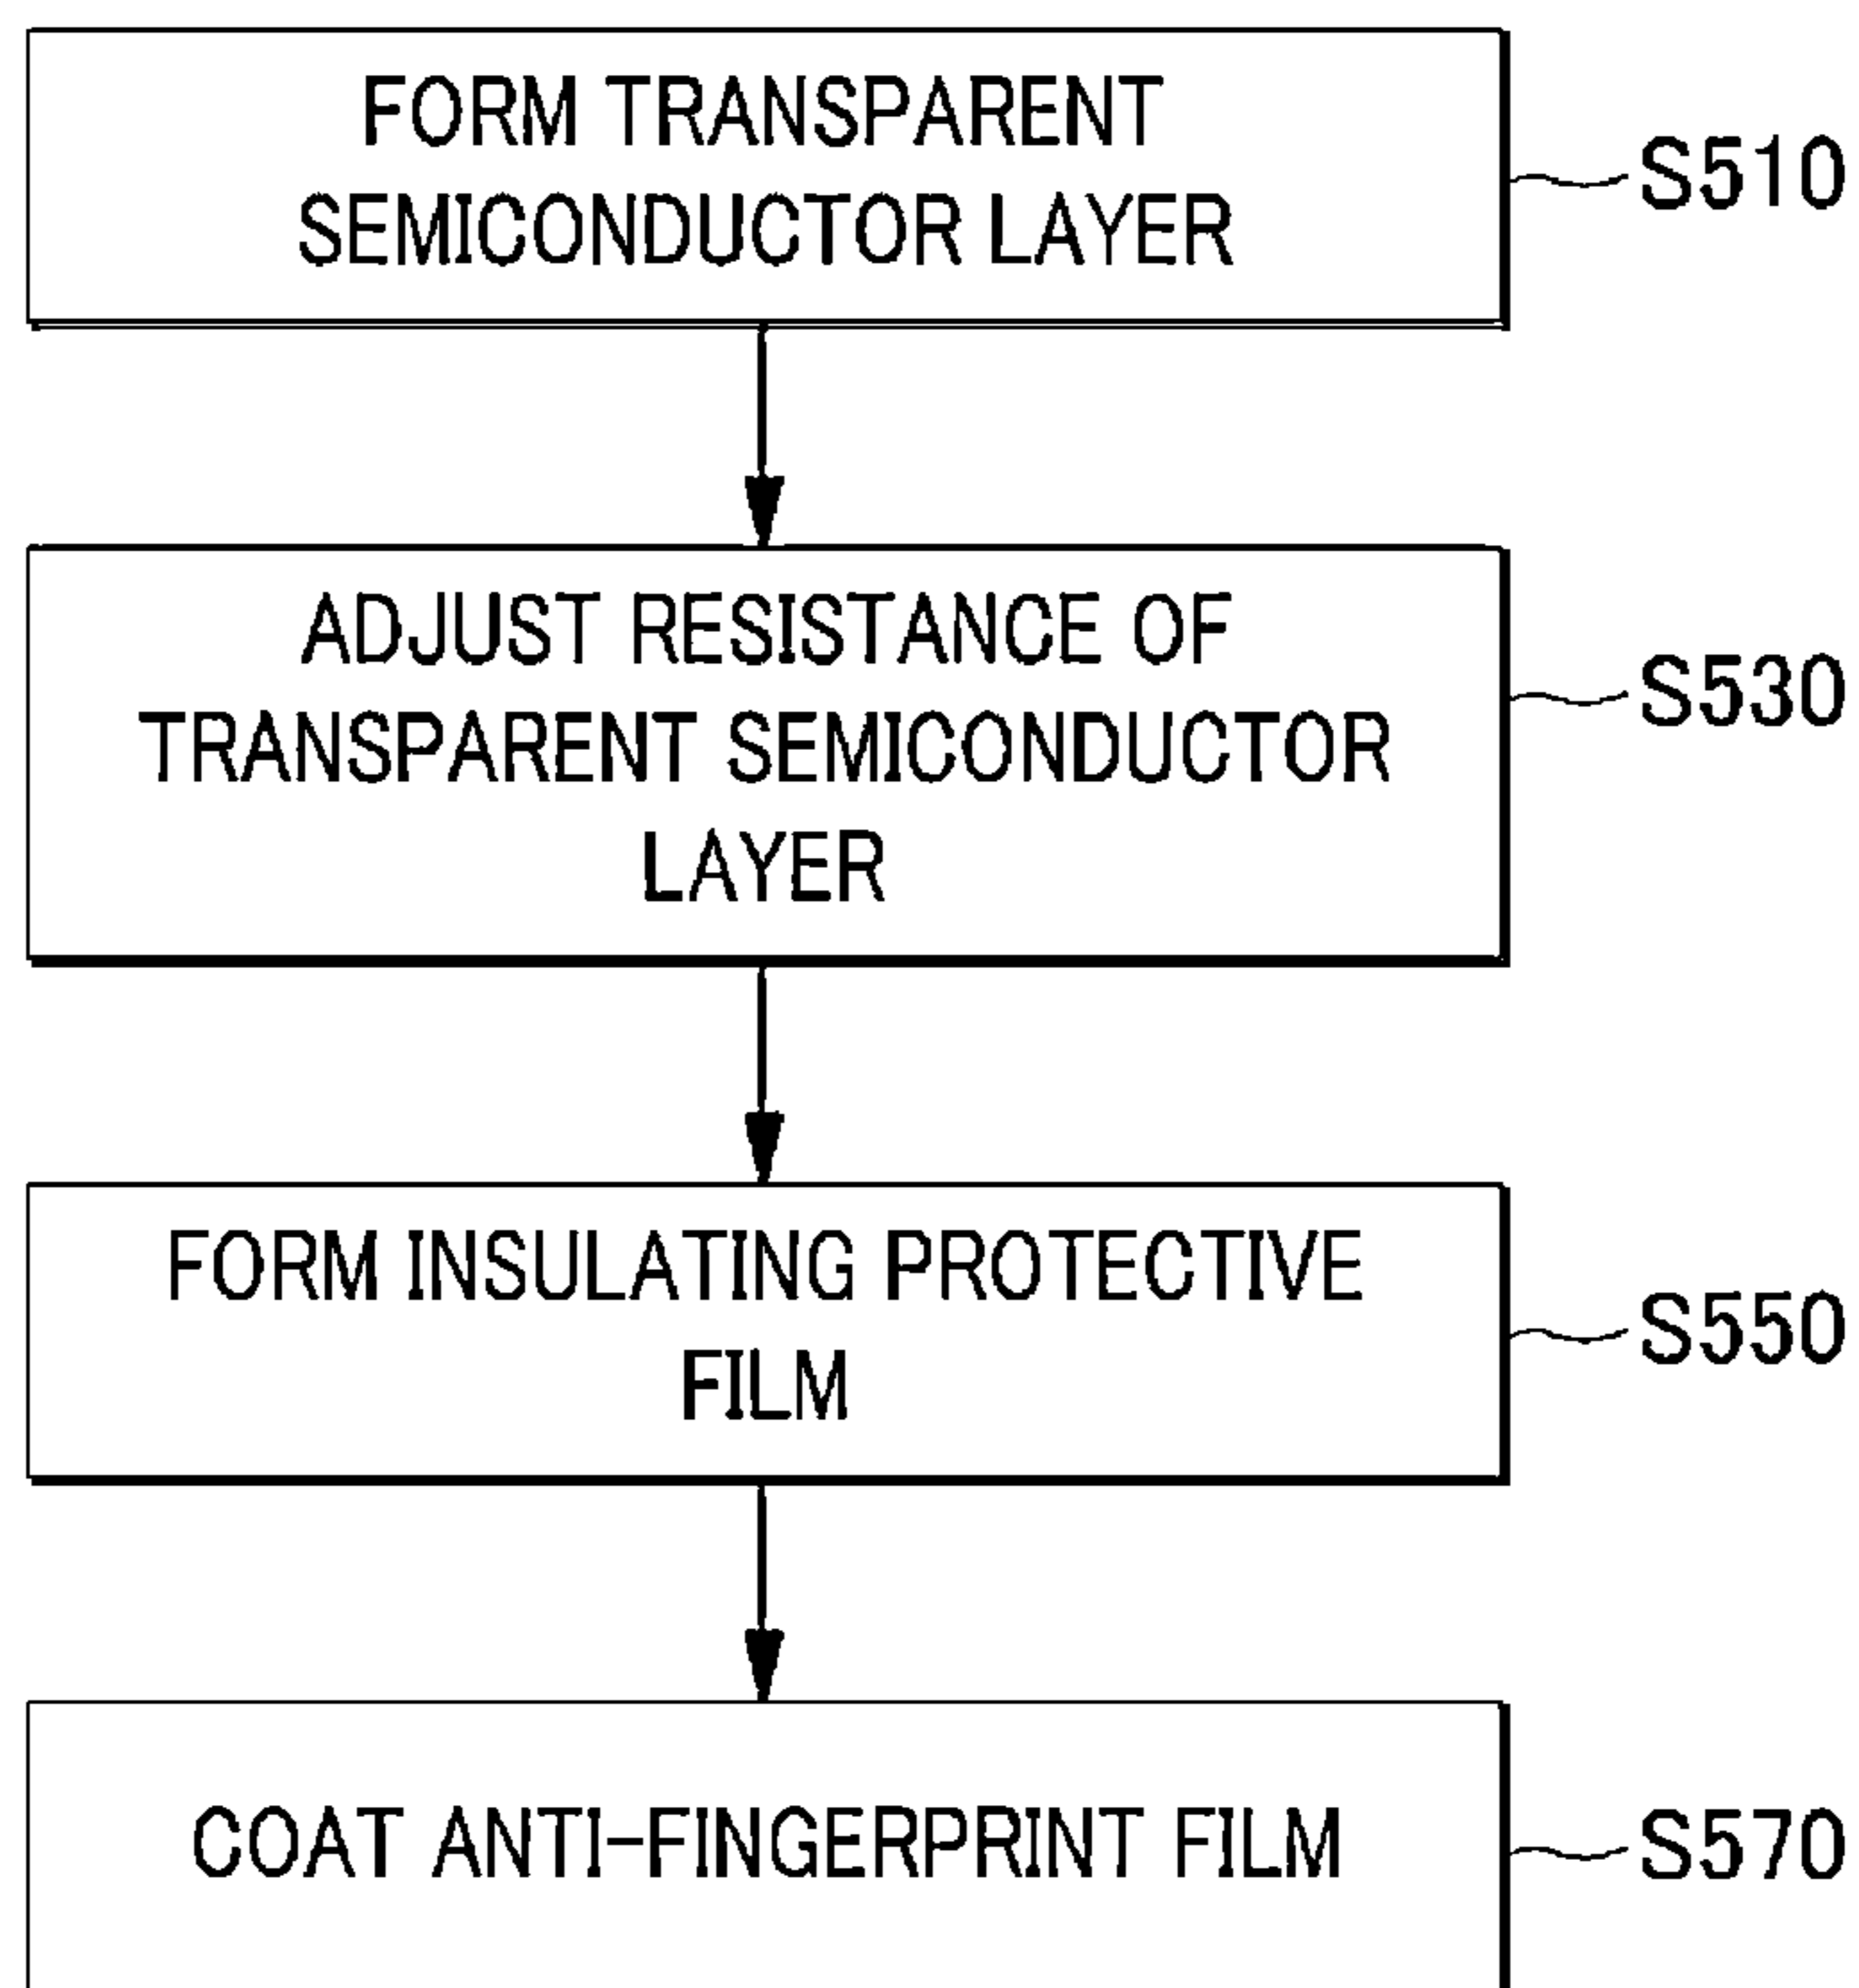 FORM TRANSPARENT
SEMICONDUCTOR LAYER
S510
ADJUST RESISTANCE OF
TRANSPARENT SEMICONDUCTOR
LAYER
S530
FORM INSULATING PROTECTIVE
FILM
S550
COAT ANTI-FINGERPRINT FILM
S570